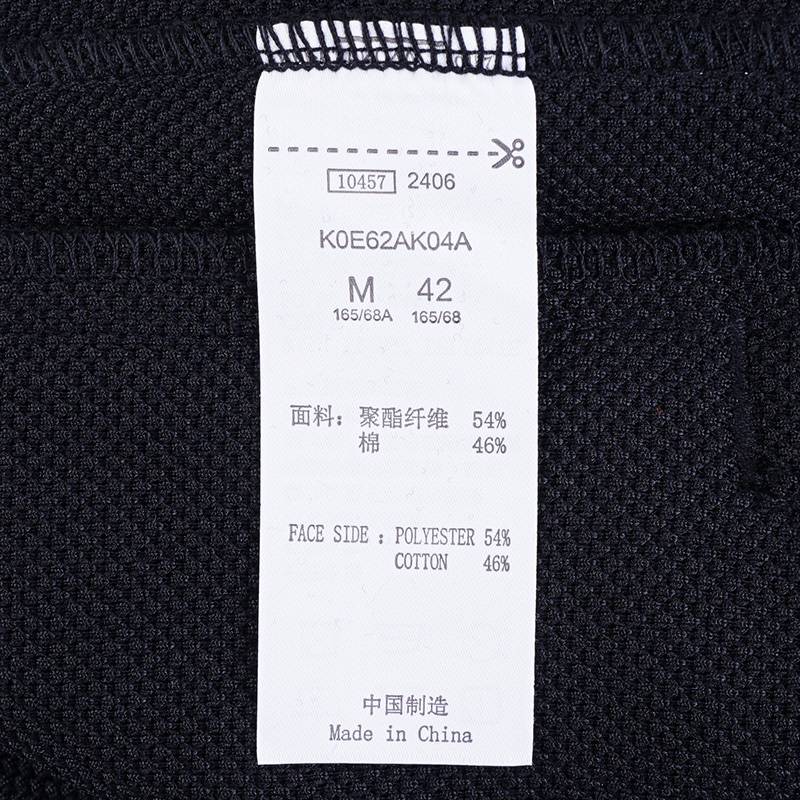 10457 2406
K0E62AK04A
M 42
165/68A 165/68
面料：聚酯纤维 54%
棉 46%
FACE SIDE : POLYESTER 54%
COTTON 46%
中国制造
Made in China